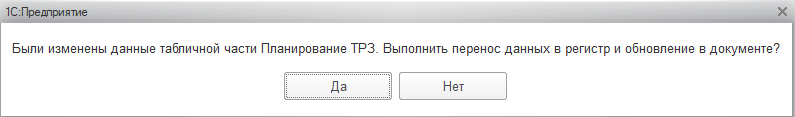 1С:Предприятие
Были изменены данные табличной части Планирование ТРЗ. Выполнить перенос данных в регистр и обновление в документе?
Да
Нет